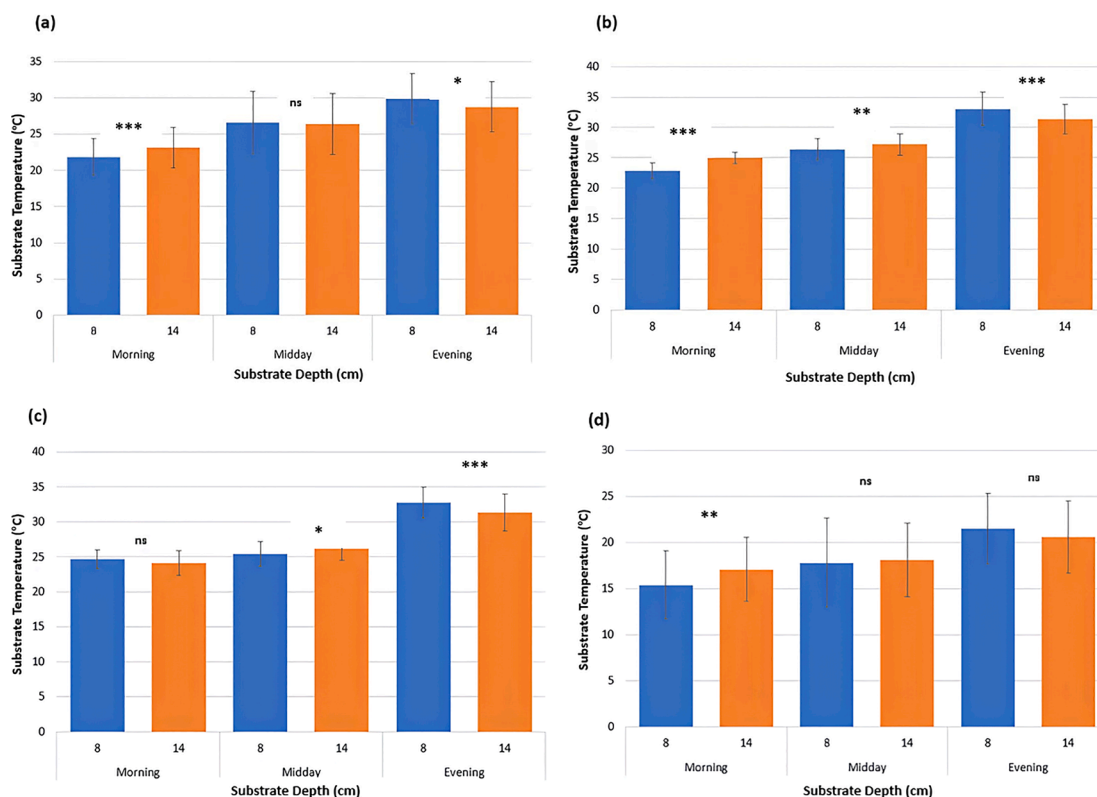 (a)
Substrate Temperature (°C)
35
30
25
20
15
10
5
0
***
ns
*
8 14 8 14 8 14
Morning Midday Evening
Substrate Depth (cm)
(b)
Substrate Temperature (°C)
40
35
30
25
20
15
10
5
0
***
**
***
8 14 8 14 8 14
Morning Midday Evening
Substrate Depth (cm)
(c)
Substrate Temperature (°C)
40
35
30
25
20
15
10
5
0
ns
*
***
8 14 8 14 8 14
Morning Midday Evening
Substrate Depth (cm)
(d)
Substrate Temperature (°C)
30
25
20
15
10
5
0
**
ns
ns
8 14 8 14 8 14
Morning Midday Evening
Substrate Depth (cm)